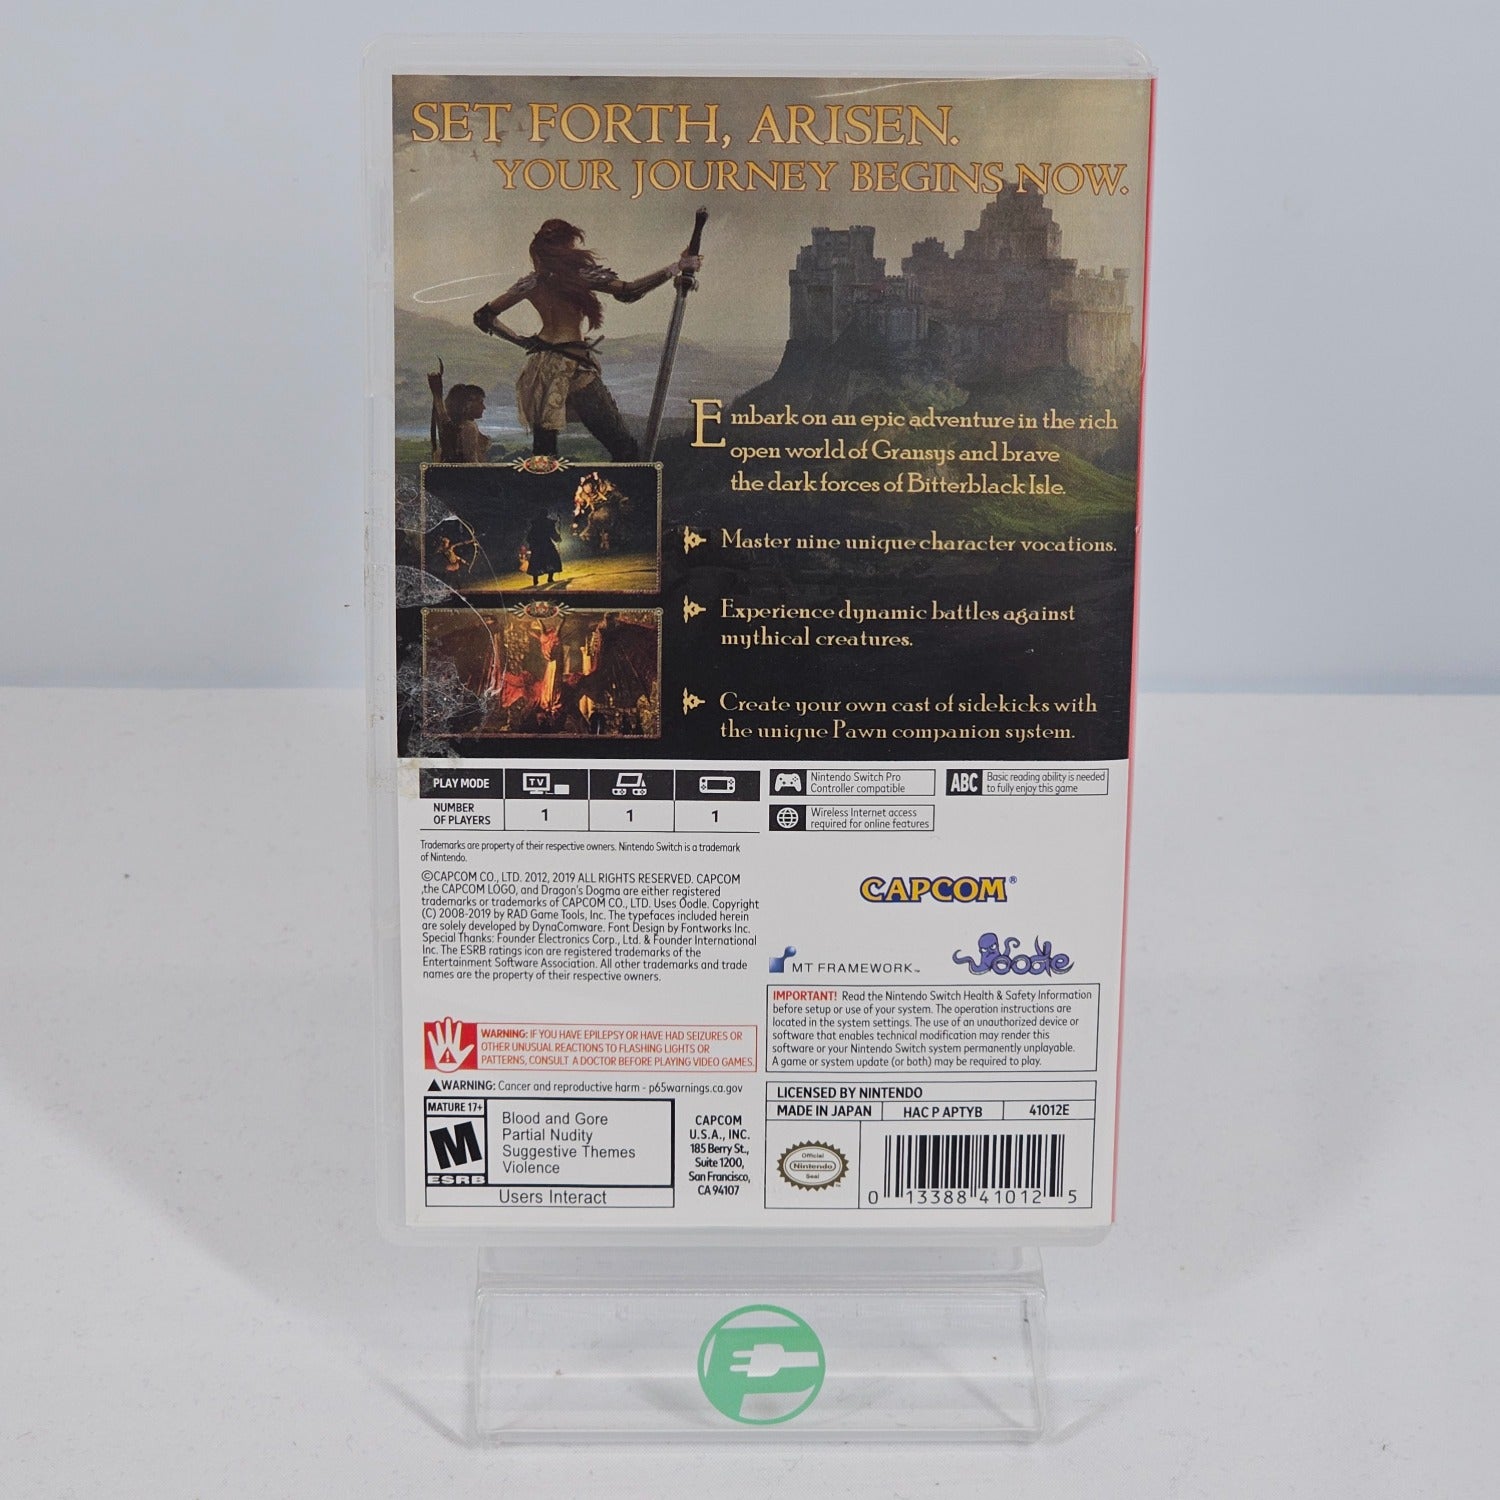 SET FORTH, ARISEN.
YOUR JOURNEY BEGINS NOW.
Embark on an epic adventure in the rich
open world of Gransys and brave
the dark forces of Bitterblack Isle.
Master nine unique character vocations.
Experience dynamic battles against
mythical creatures.
Create your own cast of sidekicks with
the unique Pawn companion system.
PLAY MODE
TV
NUMBER
OF PLAYERS
1
1
1
Nintendo Switch Pro
Controller compatible
ABC
Basic reading ability is needed
to fully enjoy this game
Wireless Internet access
required for online features
Trademarks are property of their respective owners. Nintendo Switch is a trademark
of Nintendo.
©CAPCOM CO., LTD. 2012, 2019 ALL RIGHTS RESERVED. CAPCOM
,the CAPCOM LOGO, and Dragon's Dogma are either registered
trademarks or trademarks of CAPCOM CO., LTD. Uses Oodle. Copyright
(C) 2008-2019 by RAD Game Tools, Inc. The typefaces included herein
are solely developed by DynaComware. Font Design by Fontworks Inc.
Special Thanks: Founder Electronics Corp., Ltd. & Founder International
Inc. The ESRB ratings icon are registered trademarks of the
Entertainment Software Association. All other trademarks and trade
names are the property of their respective owners.
CAPCOM®
MT FRAMEWORK™
Oodle
WARNING: IF YOU HAVE EPILEPSY OR HAVE HAD SEIZURES OR
OTHER UNUSUAL REACTIONS TO FLASHING LIGHTS OR
PATTERNS, CONSULT A DOCTOR BEFORE PLAYING VIDEO GAMES.
WARNING: Cancer and reproductive harm - p65warnings.ca.gov
IMPORTANT! Read the Nintendo Switch Health & Safety Information
before setup or use of your system. The operation instructions are
located in the system settings. The use of an unauthorized device or
software that enables technical modification may render this
software or your Nintendo Switch system permanently unplayable.
A game or system update (or both) may be required to play.
MATURE 17+
M
ESRB
Blood and Gore
Partial Nudity
Suggestive Themes
Violence
Users Interact
CAPCOM
U.S.A., INC.
185 Berry St.,
Suite 1200,
San Francisco,
CA 94107
LICENSED BY NINTENDO
MADE IN JAPAN
HAC P APTYB
41012E
Official
Nintendo
Seal
0 13388 41012 5